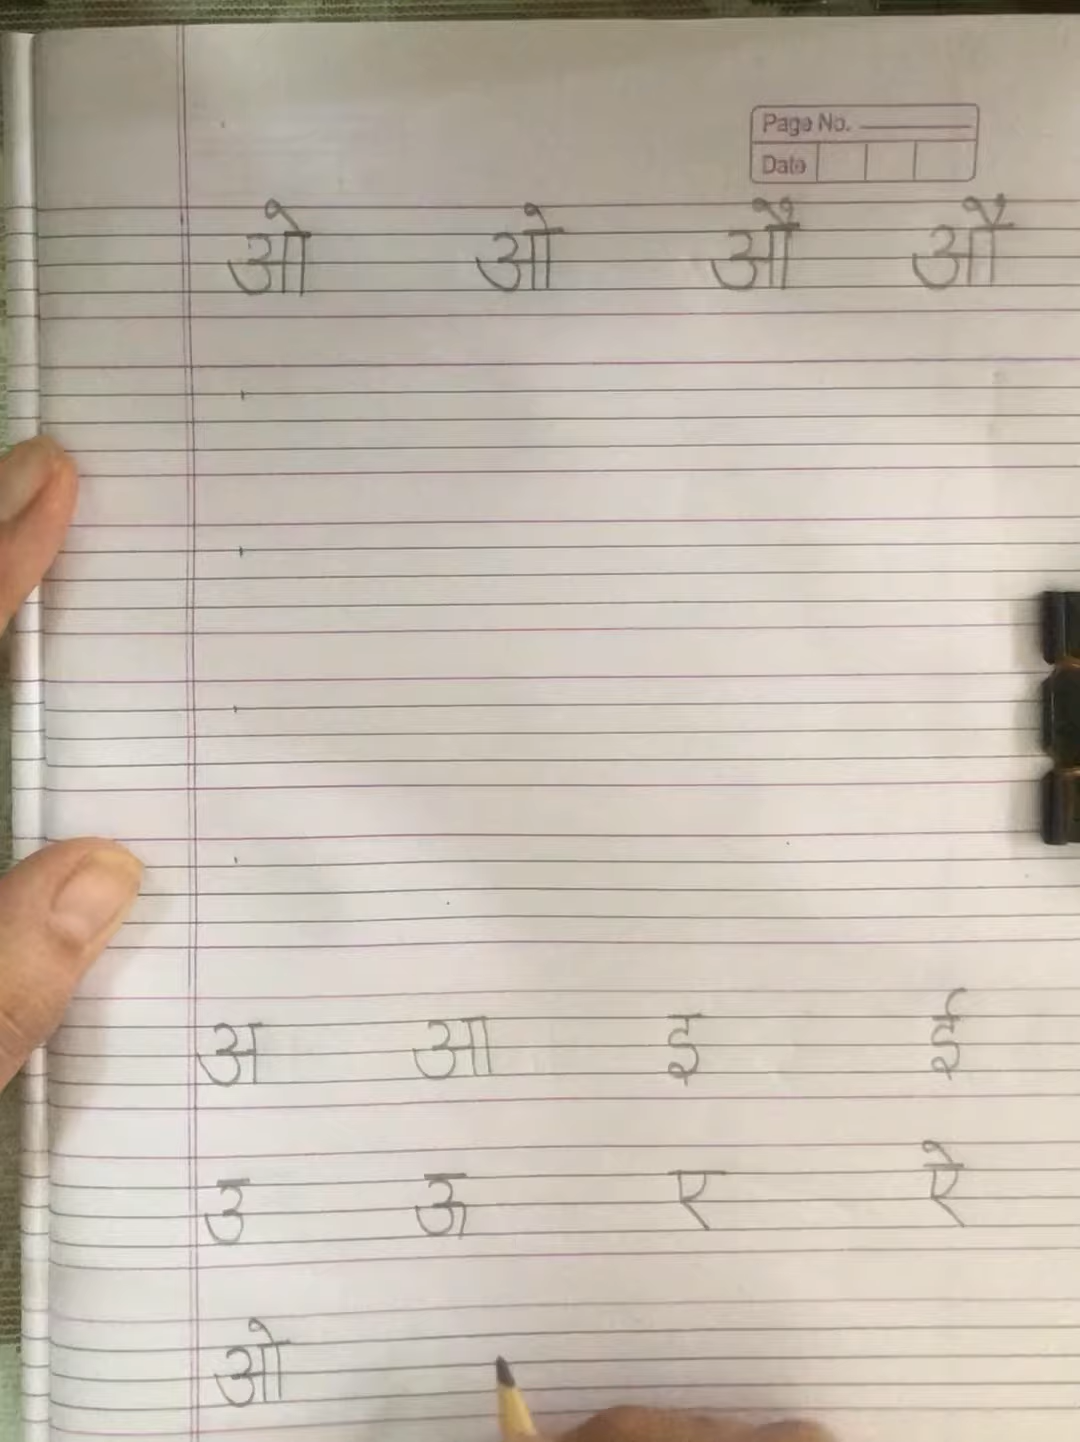 Page No.
Date
ओ ओ औ औ
अ आ इ ई
उ ऊ ए ऐ
ओ